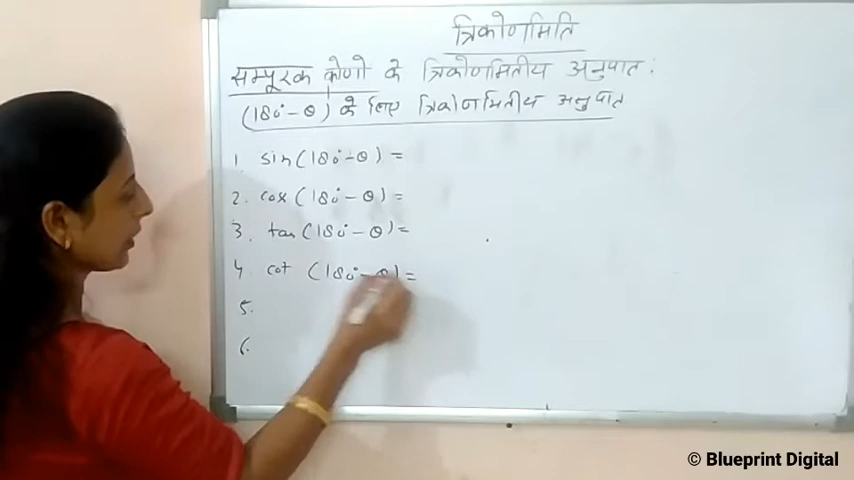 त्रिकोणमिति
सम्पूरक कोणो के त्रिकोणमितीय अनुपात:
(180° - θ) के लिए त्रिकोणमितीय अनुपात
1. sin (180° - θ) =
2. cos (180° - θ) =
3. tan (180° - θ) =
4. cot (180° - θ) =
5.
6.
© Blueprint Digital